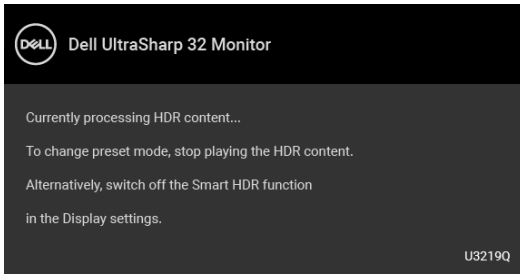 DELL
Dell UltraSharp 32 Monitor
Currently processing HDR content...
To change preset mode, stop playing the HDR content.
Alternatively, switch off the Smart HDR function
in the Display settings.
U3219Q